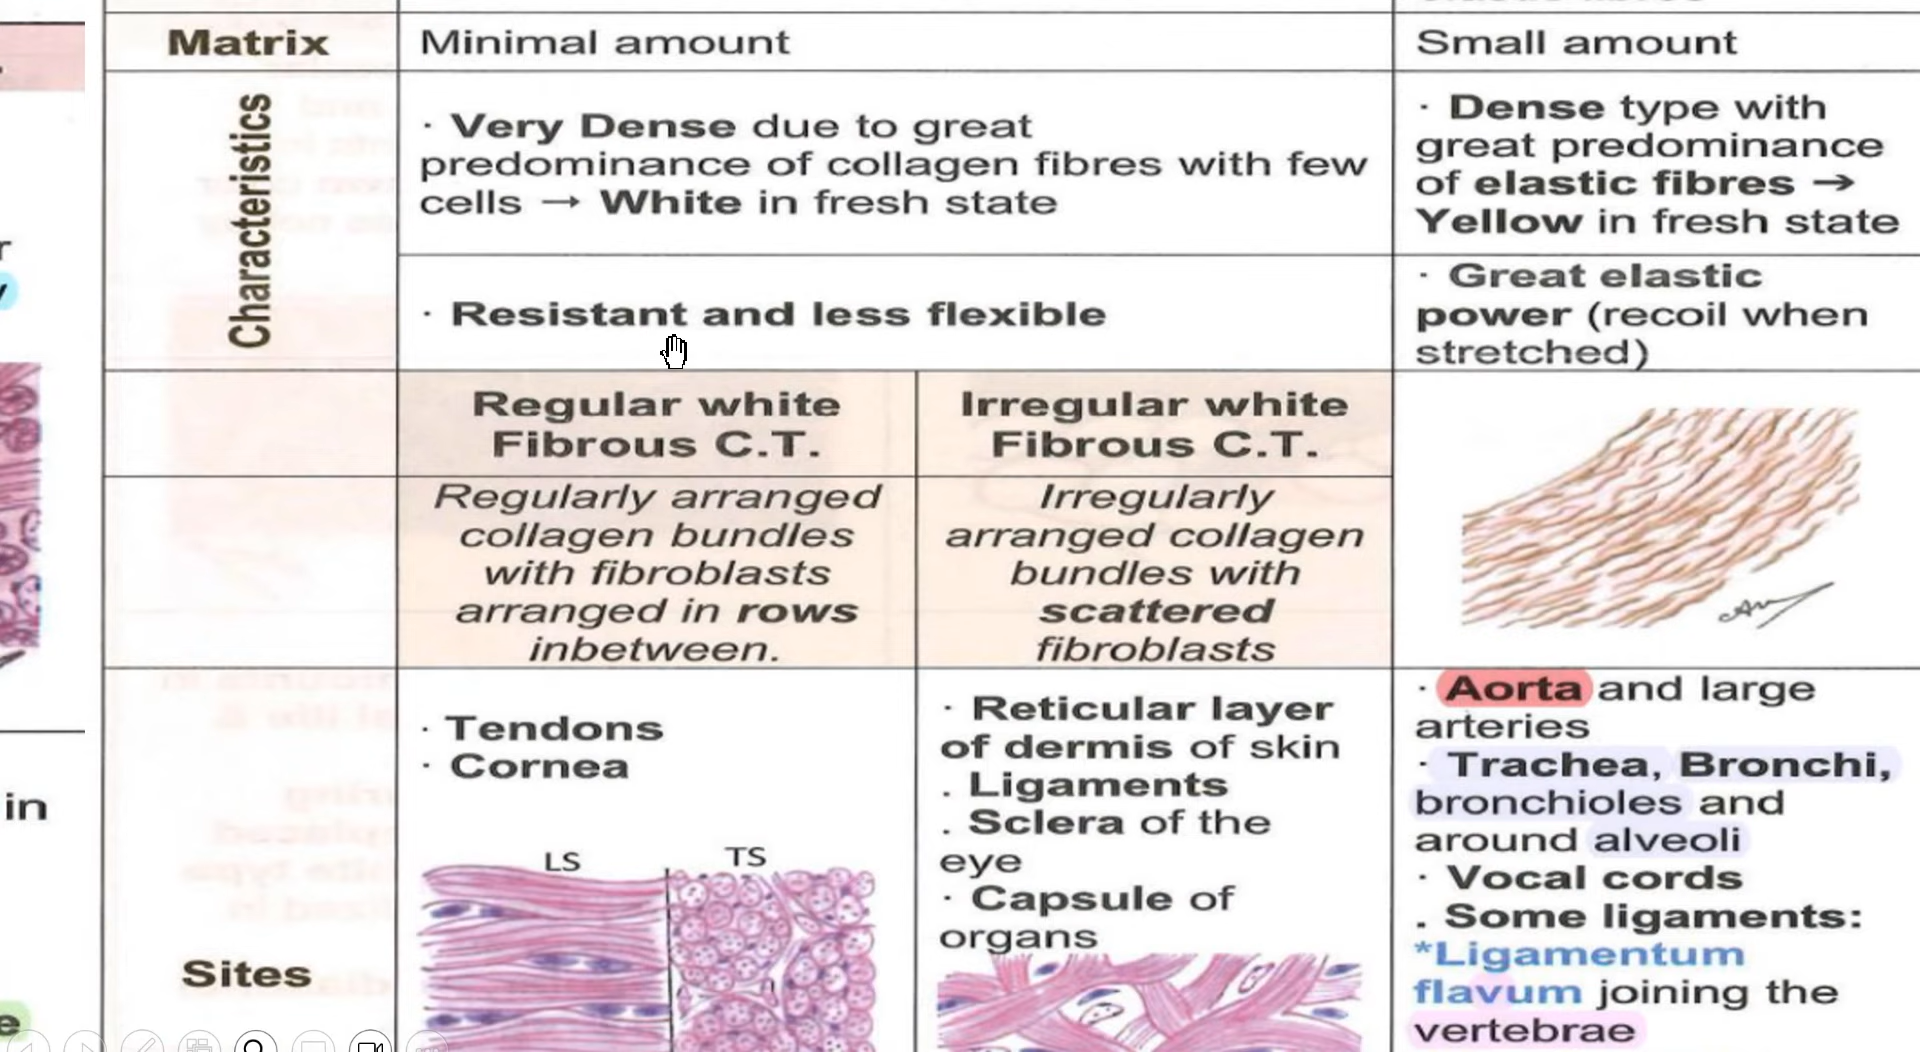 Matrix
Minimal amount
Small amount
Characteristics
· Very Dense due to great
predominance of collagen fibres with few
cells → White in fresh state
· Dense type with
great predominance
of elastic fibres →
Yellow in fresh state
· Resistant and less flexible
· Great elastic
power (recoil when
stretched)
Regular white
Fibrous C.T.
Irregular white
Fibrous C.T.
Regularly arranged
collagen bundles
with fibroblasts
arranged in rows
inbetween.
Irregularly
arranged collagen
bundles with
scattered
fibroblasts
Sites
· Tendons
· Cornea
LS
TS
· Reticular layer
of dermis of skin
. Ligaments
. Sclera of the
eye
· Capsule of
organs
· Aorta and large
arteries
· Trachea, Bronchi,
bronchioles and
around alveoli
· Vocal cords
. Some ligaments:
*Ligamentum
flavum joining the
vertebrae
in